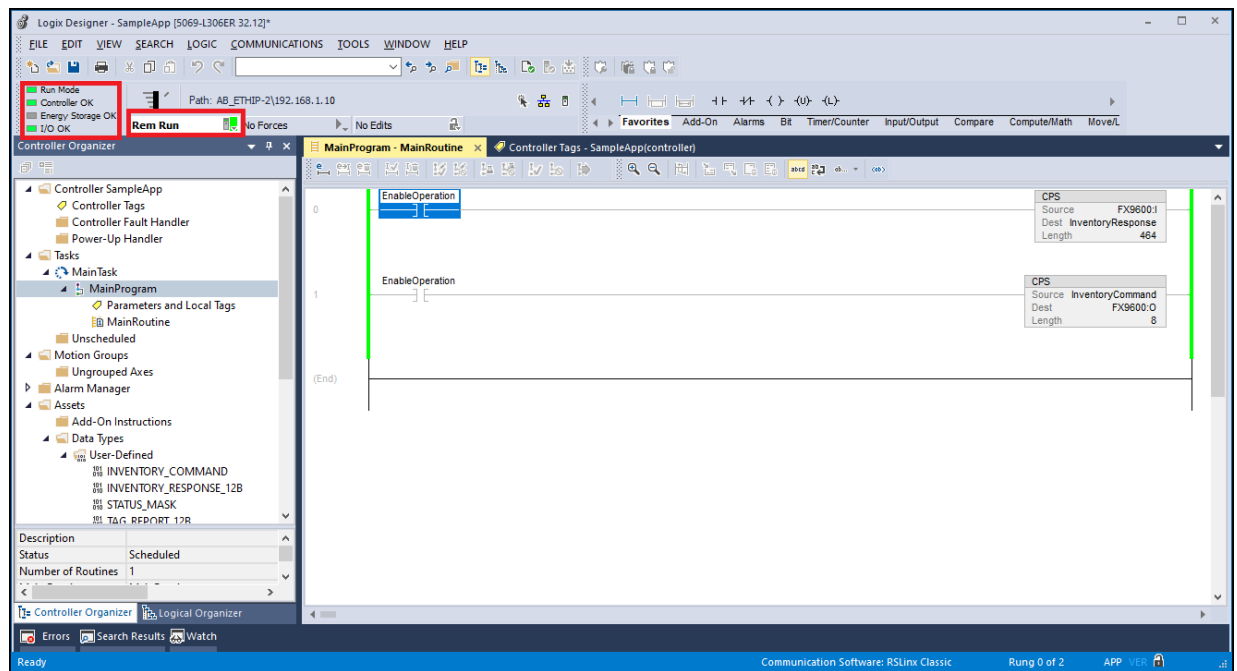 Logix Designer - SampleApp [5069-L306ER 32.12]*
FILE EDIT VIEW SEARCH LOGIC COMMUNICATIONS TOOLS WINDOW HELP
Run Mode
Controller OK
Energy Storage OK
I/O OK
Path: AB_ETHIP-2\192.168.1.10
Rem Run
No Forces
No Edits
Favorites Add-On Alarms Bit Timer/Counter Input/Output Compare Compute/Math Move/L
Controller Organizer
MainProgram - MainRoutine
Controller Tags - SampleApp(controller)
Controller SampleApp
Controller Tags
Controller Fault Handler
Power-Up Handler
Tasks
MainTask
MainProgram
Parameters and Local Tags
MainRoutine
Unscheduled
Motion Groups
Ungrouped Axes
Alarm Manager
Assets
Add-On Instructions
Data Types
User-Defined
INVENTORY_COMMAND
INVENTORY_RESPONSE_12B
STATUS_MASK
TAG_REPORT_12B
Description
Status Scheduled
Number of Routines 1
Controller Organizer
Logical Organizer
0
EnableOperation
CPS
Source FX9600:I
Dest InventoryResponse
Length 464
1
EnableOperation
CPS
Source InventoryCommand
Dest FX9600:O
Length 8
(End)
Errors Search Results Watch
Ready
Communication Software: RSLinx Classic
Rung 0 of 2
APP VER